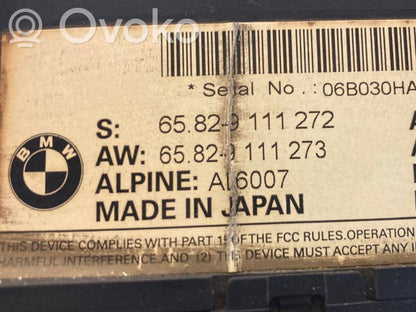 Ovoko
* Serial No. : 06B030HA
BMW
S: 65.82-9 111 272
AW: 65.82-9 111 273
ALPINE: AI 6007
MADE IN JAPAN
THIS DEVICE COMPLIES WITH PART 15 OF THE FCC RULES.OPERATION
HARMFUL INTERFERENCE AND (2) THIS DEVICE MUST ACCEPT ANY I